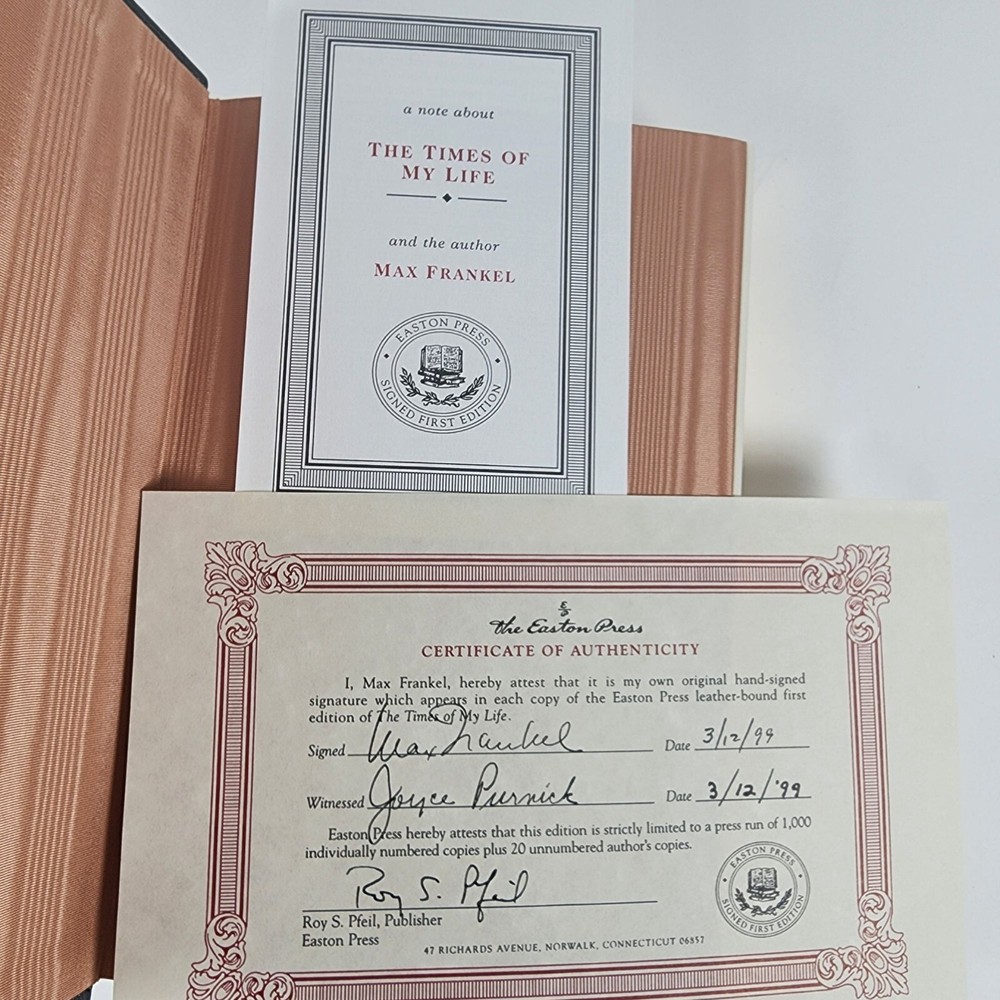 a note about
THE TIMES OF
MY LIFE
and the author
MAX FRANKEL
EASTON PRESS
SIGNED FIRST EDITION
the Easton Press
CERTIFICATE OF AUTHENTICITY
I, Max Frankel, hereby attest that it is my own original hand-signed
signature which appears in each copy of the Easton Press leather-bound first
edition of The Times of My Life.
Signed Max Frankel Date 3/12/99
Witnessed Joyce Purnick Date 3/12/'99
Easton Press hereby attests that this edition is strictly limited to a press run of 1,000
individually numbered copies plus 20 unnumbered author's copies.
Roy S. Pfeil
Roy S. Pfeil, Publisher
Easton Press
EASTON PRESS
SIGNED FIRST EDITION
47 RICHARDS AVENUE, NORWALK, CONNECTICUT 06857